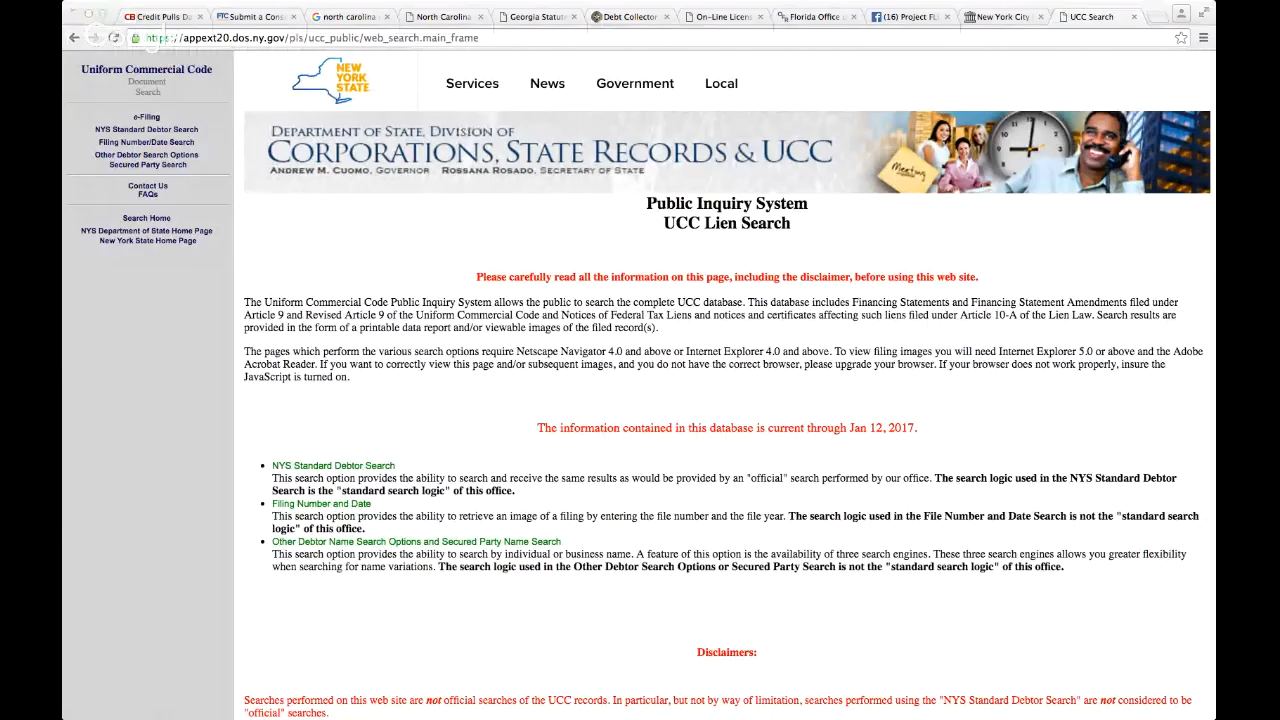 CB Credit Pulls D
FTC Submit a Cons
north carolina
North Carolina
Georgia Statut
Debt Collector
On-Line Licens
Florida Office
(16) Project FL
New York City
UCC Search
https://appext20.dos.ny.gov/pls/ucc_public/web_search.main_frame
Uniform Commercial Code
Document
Search
e-Filing
NYS Standard Debtor Search
Filing Number/Date Search
Other Debtor Search Options
Secured Party Search
Contact Us
FAQs
Search Home
NYS Department of State Home Page
New York State Home Page
NEW
YORK
STATE
Services News Government Local
DEPARTMENT OF STATE, DIVISION OF
CORPORATIONS, STATE RECORDS & UCC
ANDREW M. CUOMO, GOVERNOR ROSSANA ROSADO, SECRETARY OF STATE
Meeting
Public Inquiry System
UCC Lien Search
Please carefully read all the information on this page, including the disclaimer, before using this web site.
The Uniform Commercial Code Public Inquiry System allows the public to search the complete UCC database. This database includes Financing Statements and Financing Statement Amendments filed under
Article 9 and Revised Article 9 of the Uniform Commercial Code and Notices of Federal Tax Liens and notices and certificates affecting such liens filed under Article 10-A of the Lien Law. Search results are
provided in the form of a printable data report and/or viewable images of the filed record(s).
The pages which perform the various search options require Netscape Navigator 4.0 and above or Internet Explorer 4.0 and above. To view filing images you will need Internet Explorer 5.0 or above and the Adobe
Acrobat Reader. If you want to correctly view this page and/or subsequent images, and you do not have the correct browser, please upgrade your browser. If your browser does not work properly, insure the
JavaScript is turned on.
The information contained in this database is current through Jan 12, 2017.
• NYS Standard Debtor Search
This search option provides the ability to search and receive the same results as would be provided by an "official" search performed by our office. The search logic used in the NYS Standard Debtor
Search is the "standard search logic" of this office.
• Filing Number and Date
This search option provides the ability to retrieve an image of a filing by entering the file number and the file year. The search logic used in the File Number and Date Search is not the "standard search
logic" of this office.
• Other Debtor Name Search Options and Secured Party Name Search
This search option provides the ability to search by individual or business name. A feature of this option is the availability of three search engines. These three search engines allows you greater flexibility
when searching for name variations. The search logic used in the Other Debtor Search Options or Secured Party Search is not the "standard search logic" of this office.
Disclaimers:
Searches performed on this web site are not official searches of the UCC records. In particular, but not by way of limitation, searches performed using the "NYS Standard Debtor Search" are not considered to be
"official" searches.